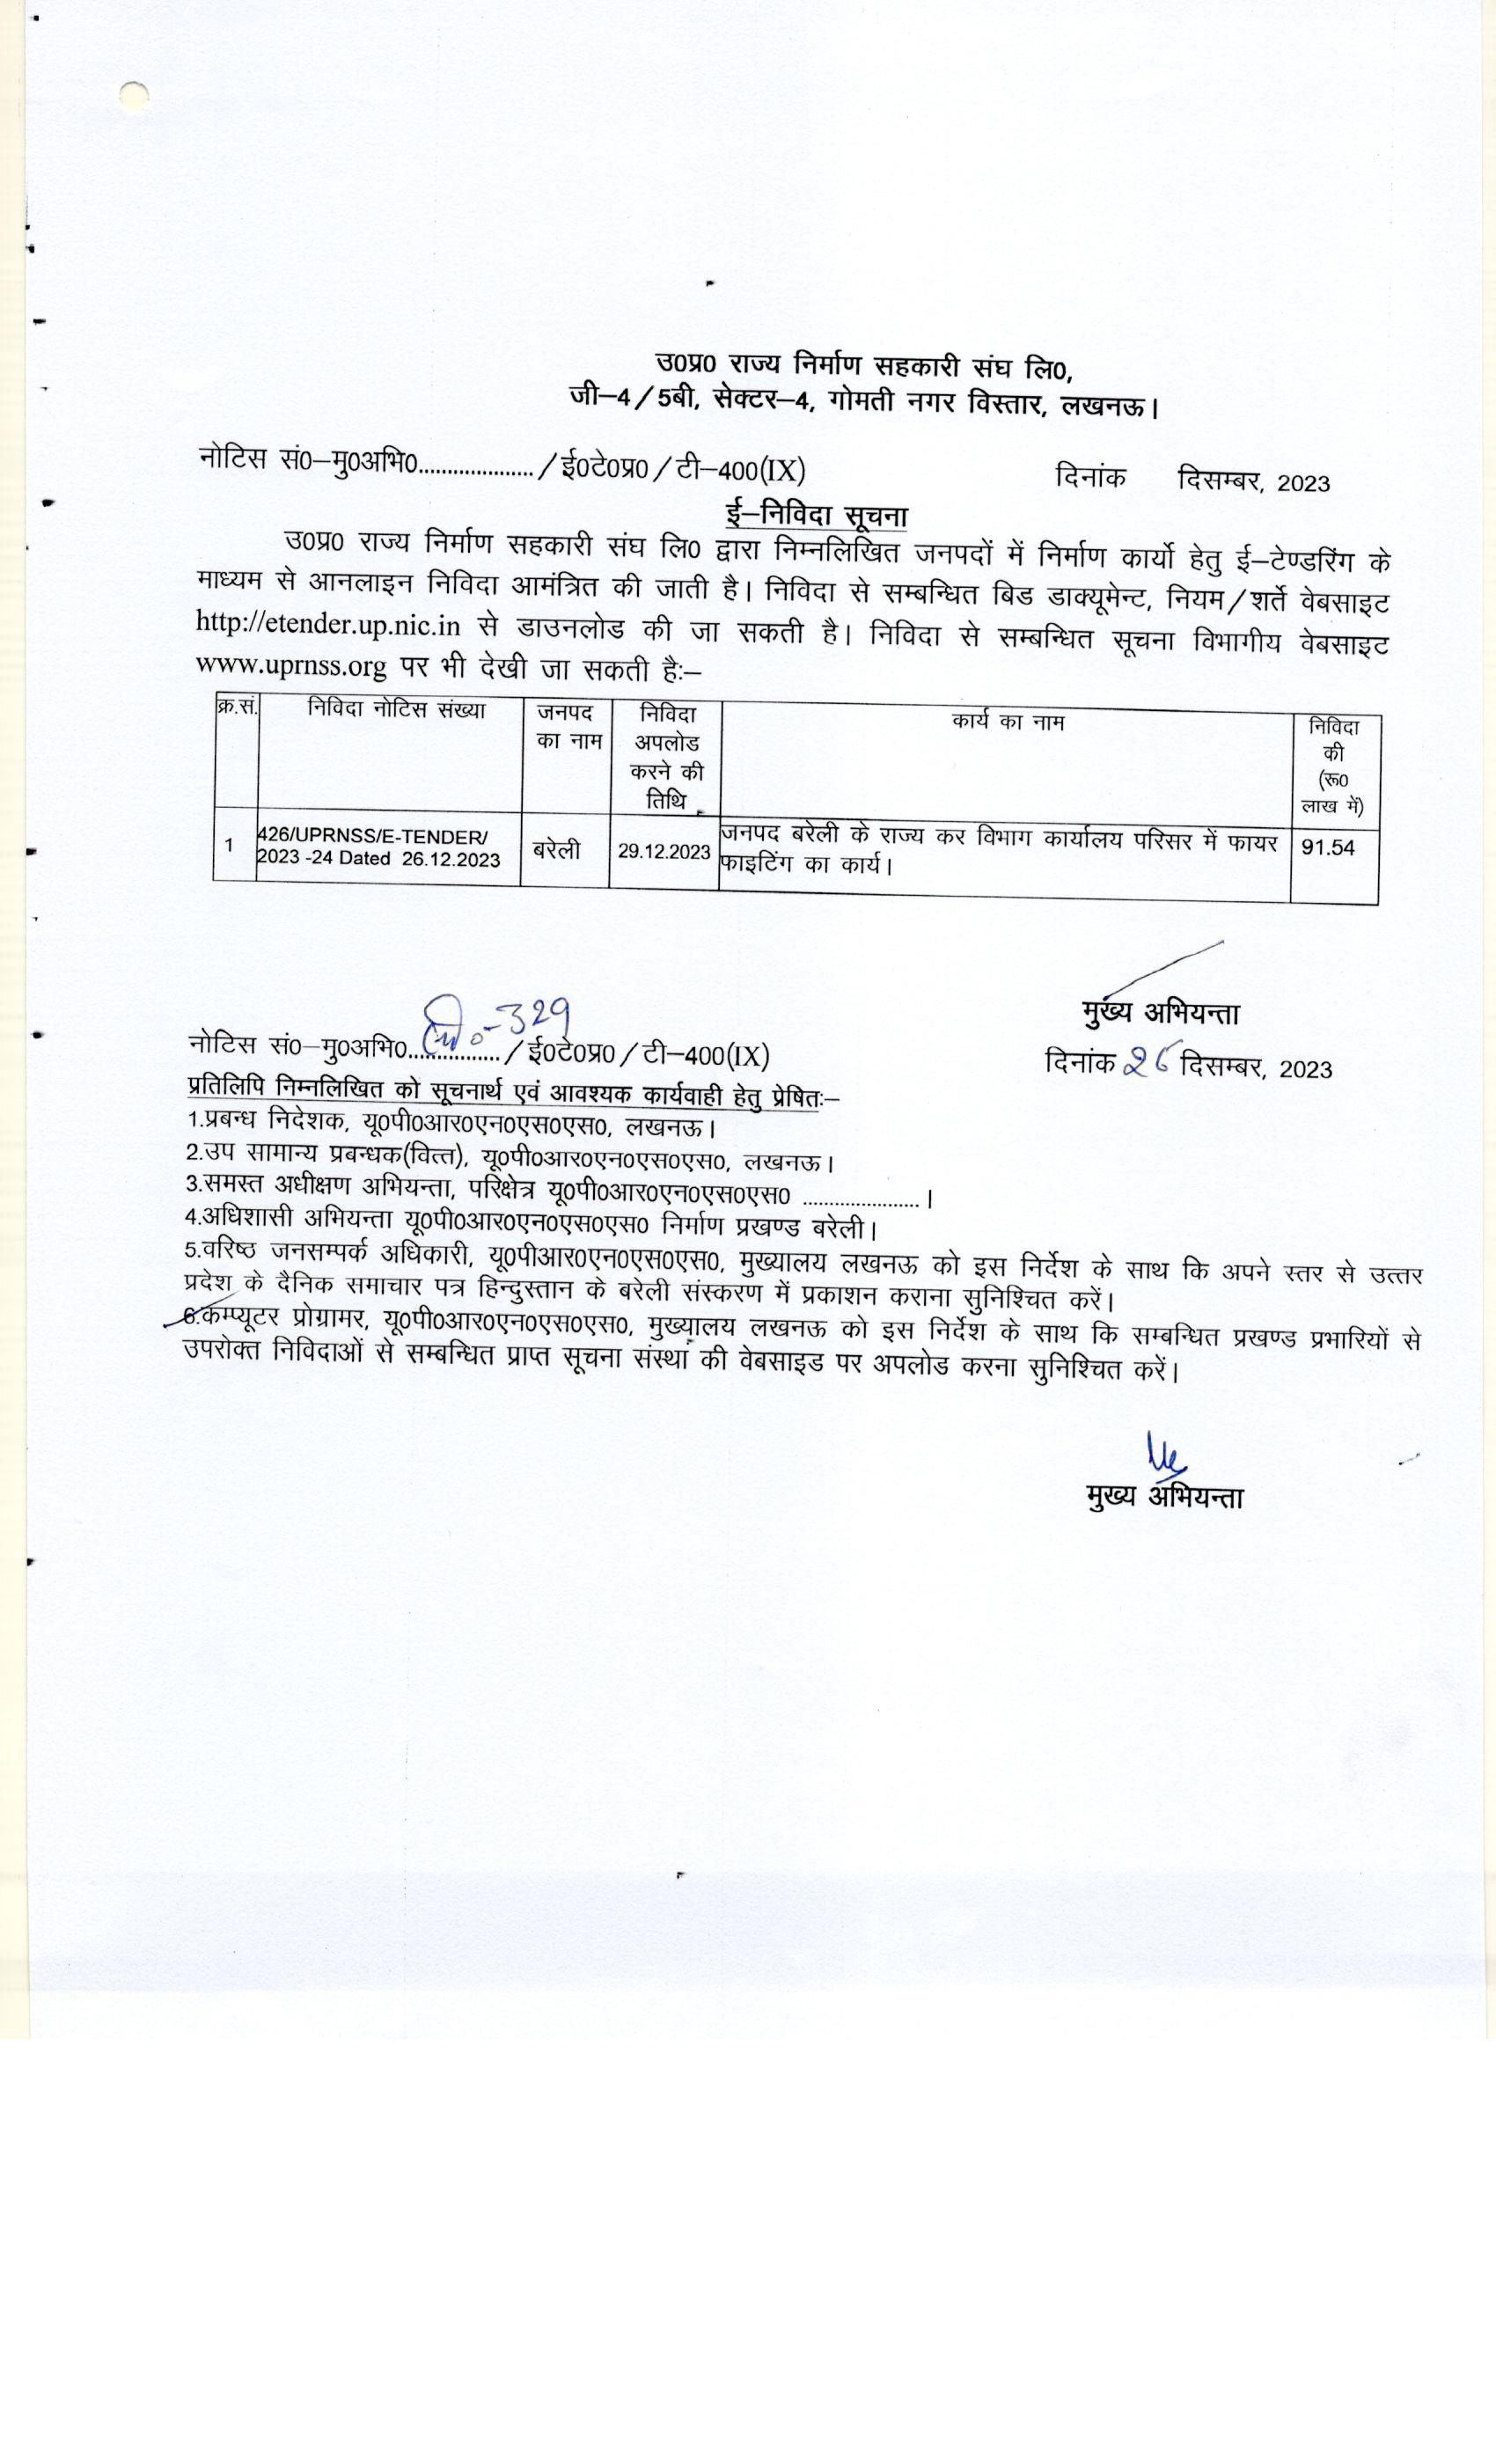 उ0प्र0 राज्य निर्माण सहकारी संघ लि0,
जी–4/5बी, सेक्टर–4, गोमती नगर विस्तार, लखनऊ।
नोटिस सं0–मु0अभि0..................../ई0टे0प्र0/टी–400(IX) दिनांक दिसम्बर, 2023
ई–निविदा सूचना
उ0प्र0 राज्य निर्माण सहकारी संघ लि0 द्वारा निम्नलिखित जनपदों में निर्माण कार्यो हेतु ई–टेण्डरिंग के
माध्यम से आनलाइन निविदा आमंत्रित की जाती है। निविदा से सम्बन्धित बिड डाक्यूमेन्ट, नियम/शर्ते वेबसाइट
http://etender.up.nic.in से डाउनलोड की जा सकती है। निविदा से सम्बन्धित सूचना विभागीय वेबसाइट
www.uprnss.org पर भी देखी जा सकती हैः–
क्र.सं. निविदा नोटिस संख्या जनपद का नाम निविदा अपलोड करने की तिथि कार्य का नाम निविदा की (रू0 लाख में)
1 426/UPRNSS/E-TENDER/ 2023 -24 Dated 26.12.2023 बरेली 29.12.2023 जनपद बरेली के राज्य कर विभाग कार्यालय परिसर में फायर फाइटिंग का कार्य। 91.54
मुख्य अभियन्ता
नोटिस सं0–मु0अभि0................/ई0टे0प्र0/टी–400(IX) दिनांक 26 दिसम्बर, 2023
-329
प्रतिलिपि निम्नलिखित को सूचनार्थ एवं आवश्यक कार्यवाही हेतु प्रेषितः–
1.प्रबन्ध निदेशक, यू0पी0आर0एन0एस0एस0, लखनऊ।
2.उप सामान्य प्रबन्धक(वित्त), यू0पी0आर0एन0एस0एस0, लखनऊ।
3.समस्त अधीक्षण अभियन्ता, परिक्षेत्र यू0पी0आर0एन0एस0एस0 .....................।
4.अधिशासी अभियन्ता यू0पी0आर0एन0एस0एस0 निर्माण प्रखण्ड बरेली।
5.वरिष्ठ जनसम्पर्क अधिकारी, यू0पीआर0एन0एस0एस0, मुख्यालय लखनऊ को इस निर्देश के साथ कि अपने स्तर से उत्तर
प्रदेश के दैनिक समाचार पत्र हिन्दुस्तान के बरेली संस्करण में प्रकाशन कराना सुनिश्चित करें।
6.कम्प्यूटर प्रोग्रामर, यू0पी0आर0एन0एस0एस0, मुख्यालय लखनऊ को इस निर्देश के साथ कि सम्बन्धित प्रखण्ड प्रभारियों से
उपरोक्त निविदाओं से सम्बन्धित प्राप्त सूचना संस्था की वेबसाइड पर अपलोड करना सुनिश्चित करें।
मुख्य अभियन्ता